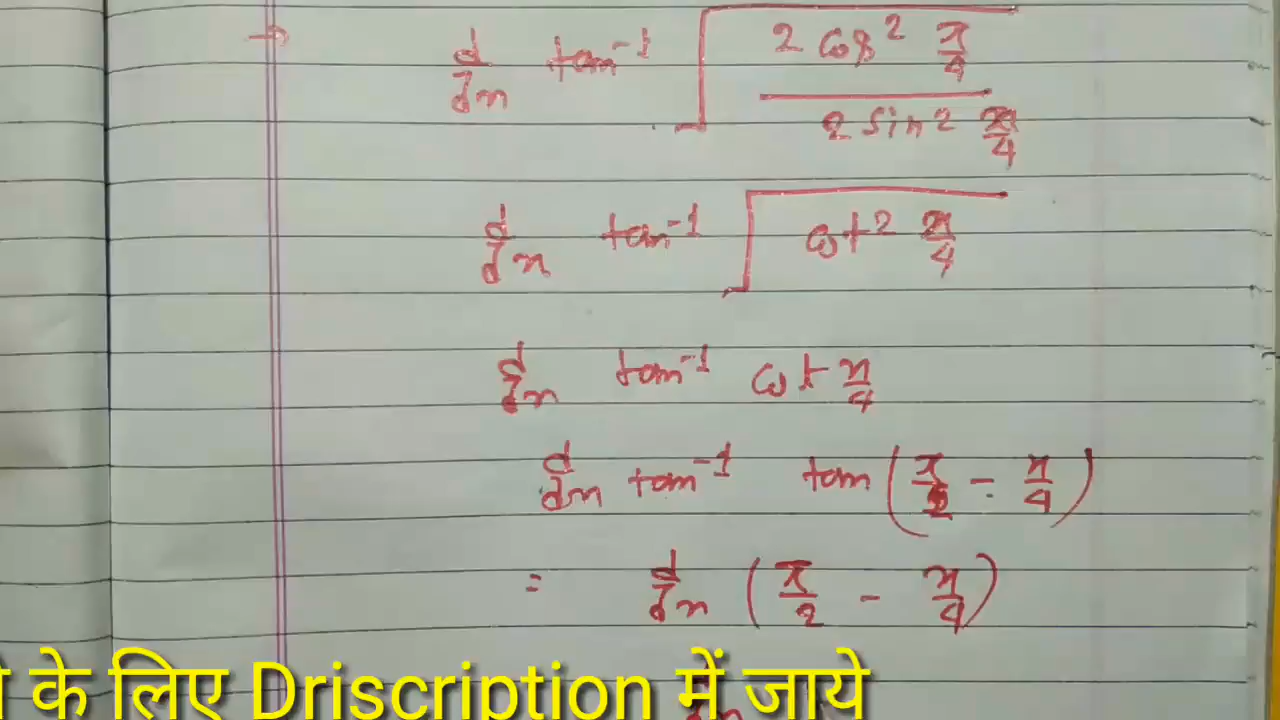 → d/dx tan⁻¹ √(2 cos² x/4 / 2 sin² x/4)
d/dx tan⁻¹ √(cot² x/4)
d/dx tan⁻¹ cot x/4
d/dx tan⁻¹ tan (π/2 - x/4)
= d/dx (π/2 - x/4)
के लिए Driscription में जाये